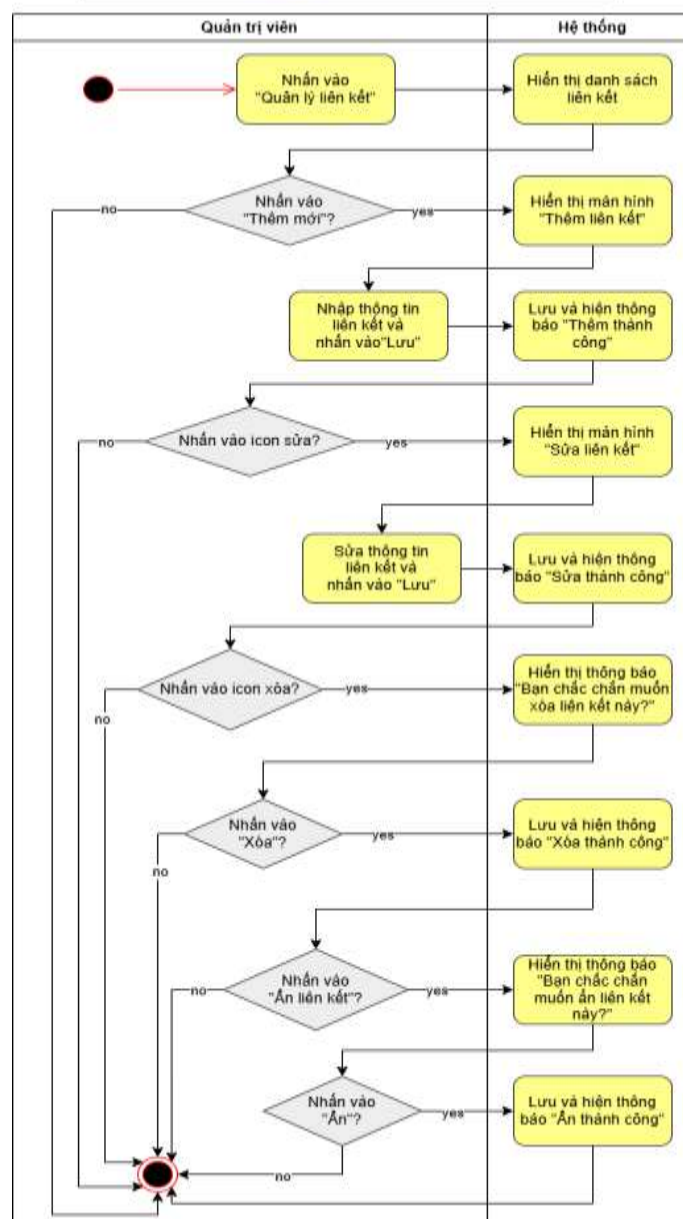 Quản trị viên
Hệ thống
Nhấn vào
"Quản lý liên kết"
Hiển thị danh sách
liên kết
Nhấn vào
"Thêm mới"?
no
yes
Hiển thị màn hình
"Thêm liên kết"
Nhập thông tin
liên kết và
nhấn vào"Lưu"
Lưu và hiện thông
báo "Thêm thành
công"
Nhấn vào icon sửa?
no
yes
Hiển thị màn hình
"Sửa liên kết"
Sửa thông tin
liên kết và
nhấn vào "Lưu"
Lưu và hiện thông
báo "Sửa thành công"
Nhấn vào icon xóa?
no
yes
Hiển thị thông báo
"Bạn chắc chắn muốn
xóa liên kết này?"
Nhấn vào
"Xóa"?
no
yes
Lưu và hiện thông
báo "Xóa thành công"
Nhấn vào
"Ẩn liên kết"?
no
yes
Hiển thị thông báo
"Bạn chắc chắn
muốn ẩn liên kết
này?"
Nhấn vào
"Ẩn"?
yes
no
Lưu và hiện thông
báo "Ẩn thành công"